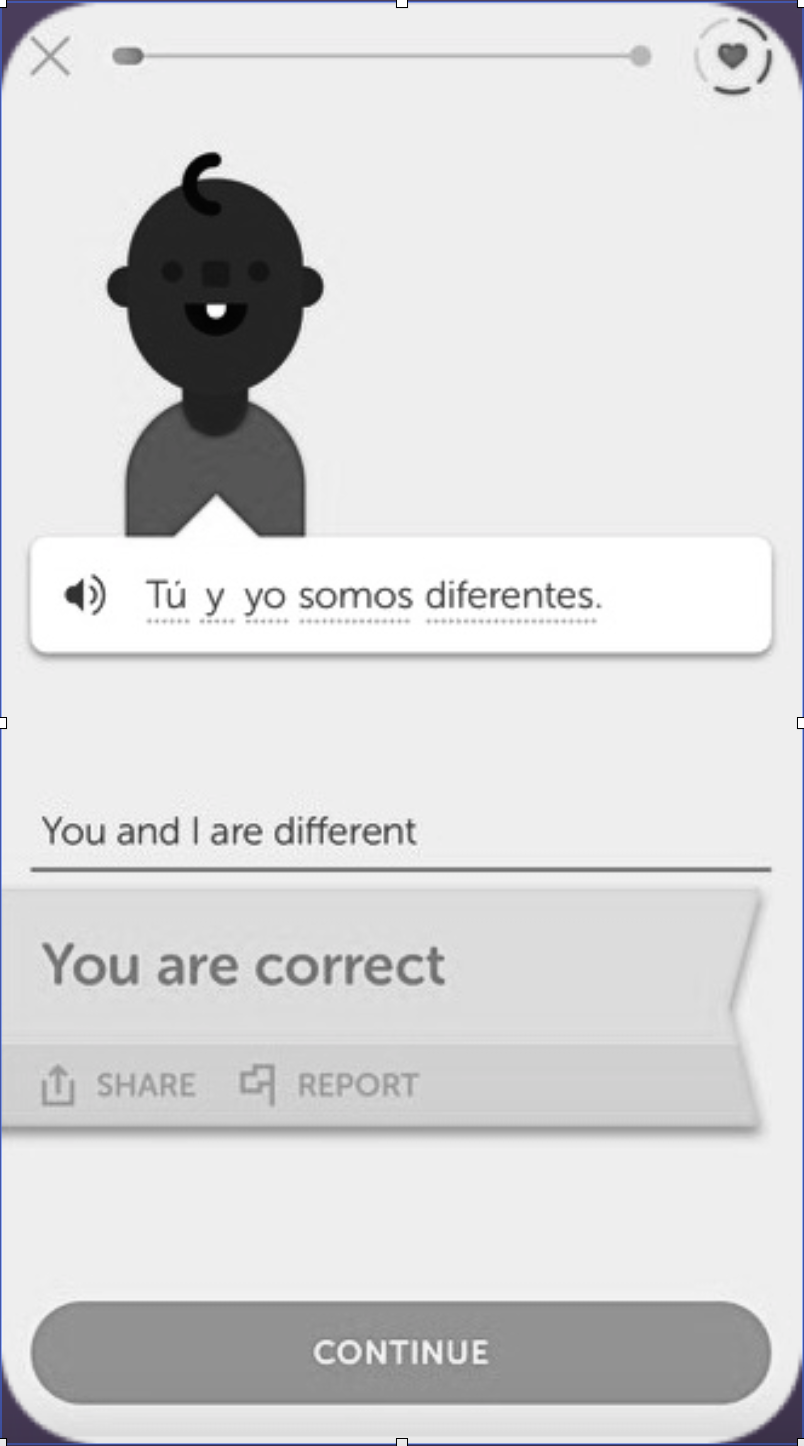 Tú y yo somos diferentes.
You and I are different
You are correct
SHARE REPORT
CONTINUE